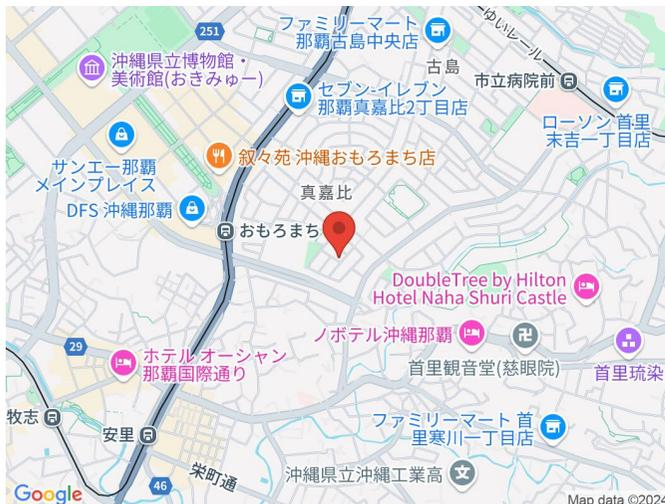 ファミリーマート
那覇古島中央店
251
ゆいレール
沖縄県立博物館・
美術館(おきみゅー)
古島
市立病院前
セブン-イレブン
那覇真嘉比2丁目店
ローソン 首里
末吉一丁目店
サンエー那覇
メインプレイス
叙々苑 沖縄おもろまち店
真嘉比
DFS 沖縄那覇
おもろまち
DoubleTree by Hilton
Hotel Naha Shuri Castle
ノボテル沖縄那覇
29
ホテル オーシャン
那覇国際通り
首里観音堂(慈眼院)
首里琉染
牧志
安里
ファミリーマート 首
里寒川一丁目店
栄町通
46
沖縄県立沖縄工業高
Google
Map data ©2024